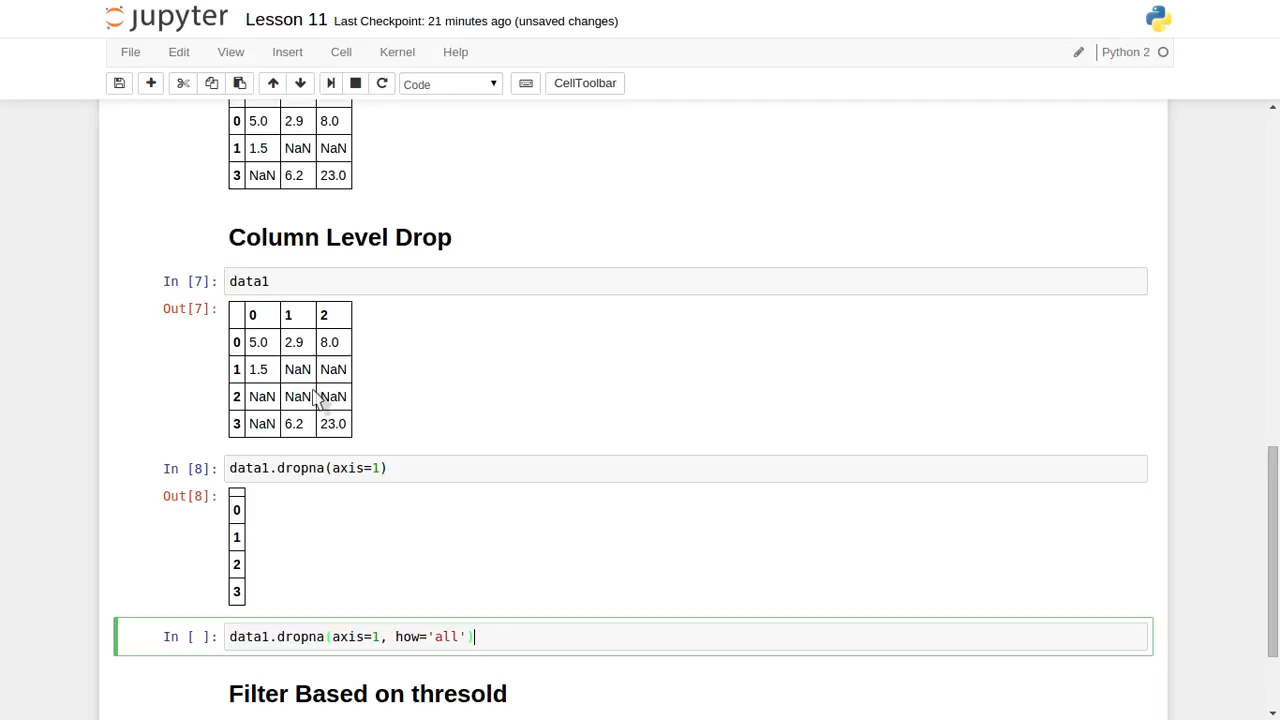 jupyter Lesson 11 Last Checkpoint: 21 minutes ago (unsaved changes)
File Edit View Insert Cell Kernel Help Python 2
Code CellToolbar
0 5.0 2.9 8.0
1 1.5 NaN NaN
3 NaN 6.2 23.0
Column Level Drop
In [7]: data1
Out[7]:
0 1 2
0 5.0 2.9 8.0
1 1.5 NaN NaN
2 NaN NaN NaN
3 NaN 6.2 23.0
In [8]: data1.dropna(axis=1)
Out[8]:
0
1
2
3
In [ ]: data1.dropna(axis=1, how='all')
Filter Based on thresold